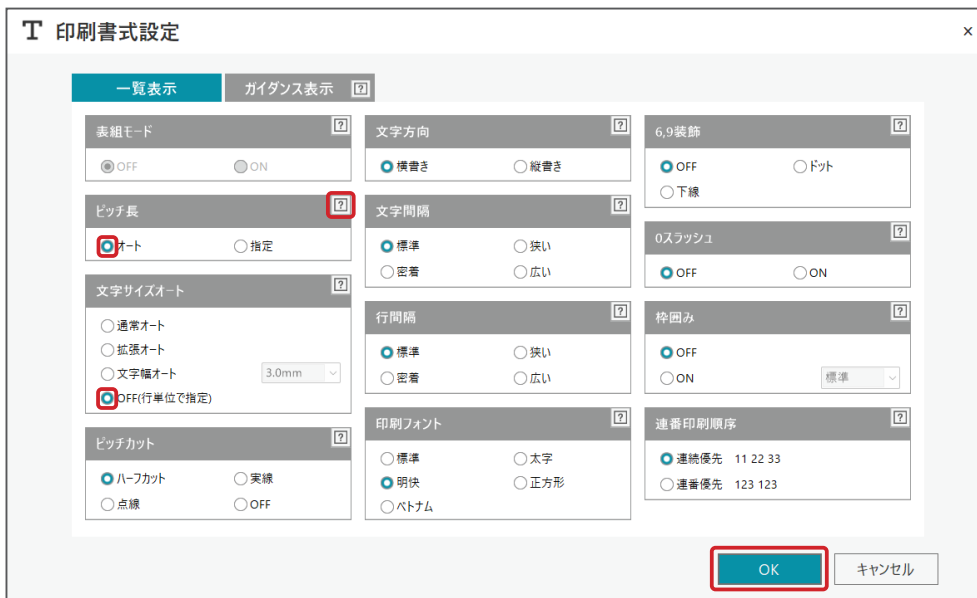 T 印刷書式設定
×
一覧表示 ガイダンス表示 ?
表組モード ?
OFF ON
ピッチ長 ?
オート 指定
文字サイズオート ?
通常オート
拡張オート
文字幅オート 3.0mm
OFF(行単位で指定)
ピッチカット ?
ハーフカット 実線
点線 OFF
文字方向 ?
横書き 縦書き
文字間隔 ?
標準 狭い
密着 広い
行間隔 ?
標準 狭い
密着 広い
印刷フォント ?
標準 太字
明快 正方形
ベトナム
6,9装飾 ?
OFF ドット
下線
0スラッシュ ?
OFF ON
枠囲み ?
OFF
ON 標準
連番印刷順序 ?
連続優先 11 22 33
連番優先 123 123
OK キャンセル